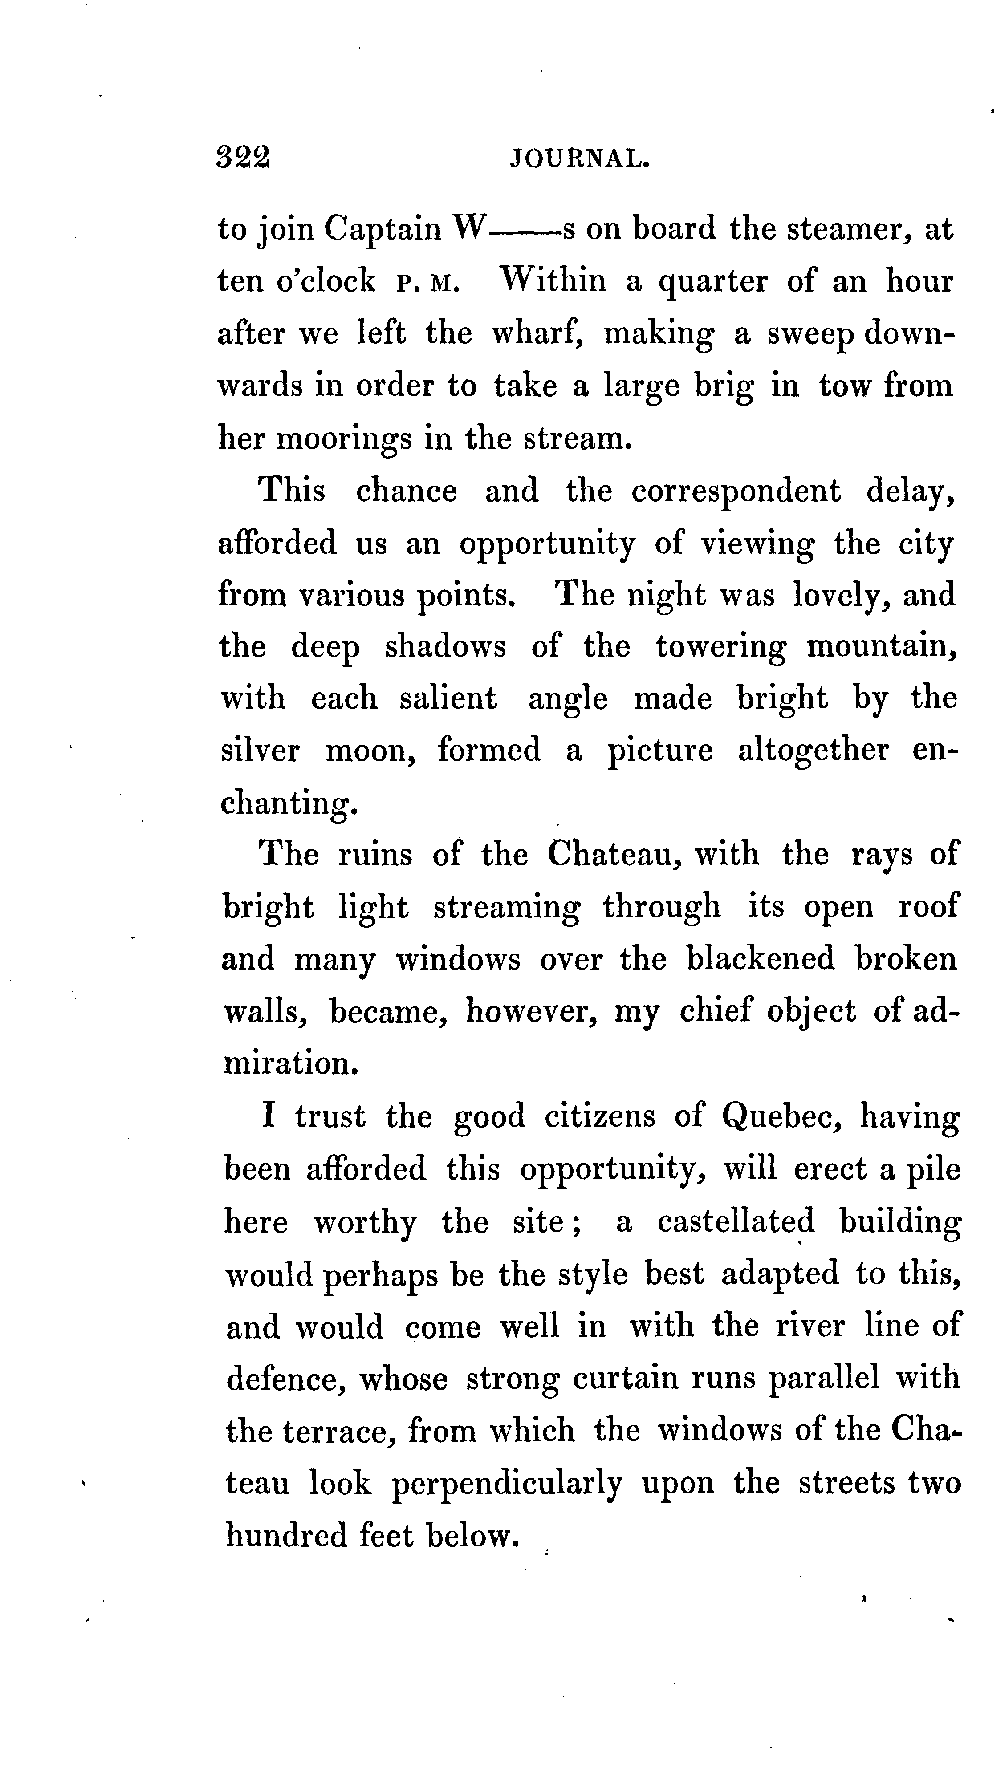 322 JOURNAL.
to join Captain W——s on board the steamer, at
ten o'clock P. M. Within a quarter of an hour
after we left the wharf, making a sweep down-
wards in order to take a large brig in tow from
her moorings in the stream.
This chance and the correspondent delay,
afforded us an opportunity of viewing the city
from various points. The night was lovely, and
the deep shadows of the towering mountain,
with each salient angle made bright by the
silver moon, formed a picture altogether en-
chanting.
The ruins of the Chateau, with the rays of
bright light streaming through its open roof
and many windows over the blackened broken
walls, became, however, my chief object of ad-
miration.
I trust the good citizens of Quebec, having
been afforded this opportunity, will erect a pile
here worthy the site ; a castellated building
would perhaps be the style best adapted to this,
and would come well in with the river line of
defence, whose strong curtain runs parallel with
the terrace, from which the windows of the Cha-
teau look perpendicularly upon the streets two
hundred feet below.